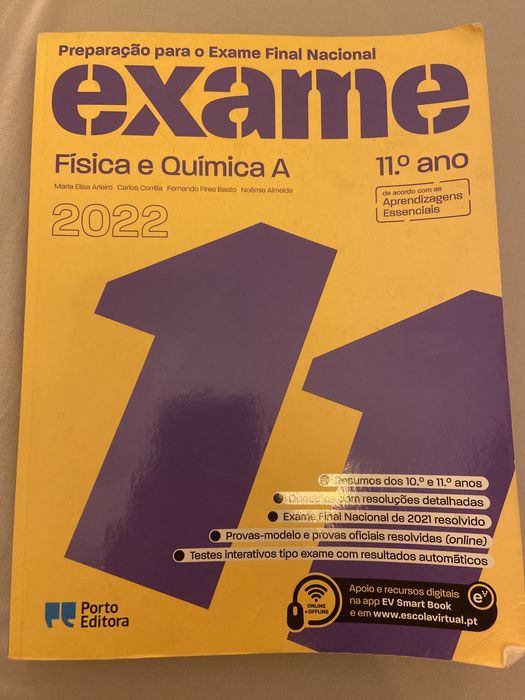 Preparação para o Exame Final Nacional
exame
Física e Química A
11.º ano
Maria Elisa Arieiro Carlos Corrêa Fernando Pires Basto Noémia Almeida
de acordo com as
Aprendizagens
Essenciais
2022
11
Resumos dos 10.º e 11.º anos
Questões com resoluções detalhadas
Exame Final Nacional de 2021 resolvido
Provas-modelo e provas oficiais resolvidas (online)
Testes interativos tipo exame com resultados automáticos
ONLINE
+OFFLINE
Apoio e recursos digitais
na app EV Smart Book
e em www.escolavirtual.pt
Porto
Editora